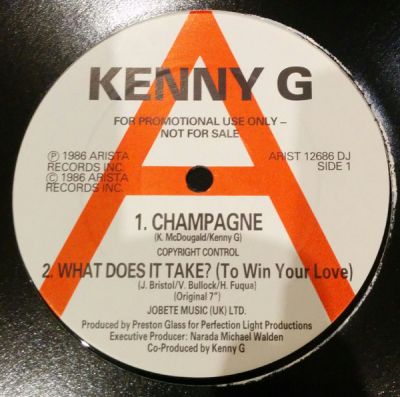 KENNY G
FOR PROMOTIONAL USE ONLY –
NOT FOR SALE
Ⓟ 1986 ARISTA
RECORDS INC.
© 1986 ARISTA
RECORDS INC.
ARIST 12686 DJ
SIDE 1
1. CHAMPAGNE
(K. McDougald/Kenny G)
COPYRIGHT CONTROL
2. WHAT DOES IT TAKE? (To Win Your Love)
(J. Bristol/V. Bullock/H. Fuqua)
(Original 7")
JOBETE MUSIC (UK) LTD.
Produced by Preston Glass for Perfection Light Productions
Executive Producer: Narada Michael Walden
Co-Produced by Kenny G